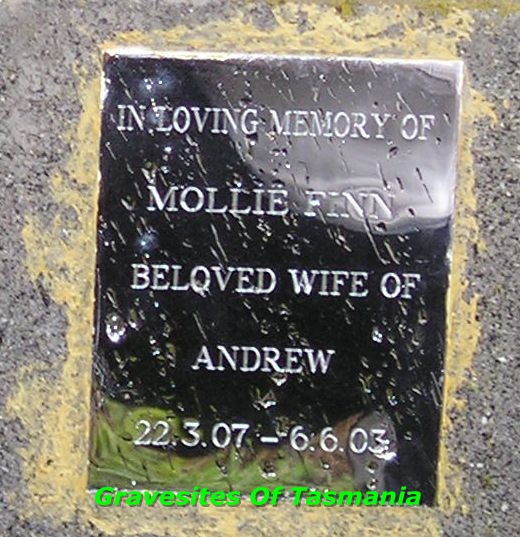 IN LOVING MEMORY OF
MOLLIE FINN
BELOVED WIFE OF
ANDREW
22.3.07 – 6.6.03
Gravesites Of Tasmania